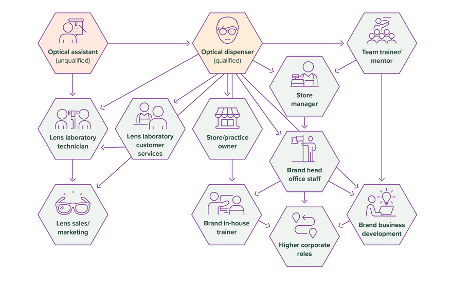 Optical assistant
(unqualified)
Optical dispenser
(qualified)
Team trainer/
mentor
Store
manager
Lens laboratory
technician
Lens laboratory
customer
services
Store/practice
owner
Brand head
office staff
Lens sales/
marketing
Brand in-house
trainer
Higher corporate
roles
Brand business
development